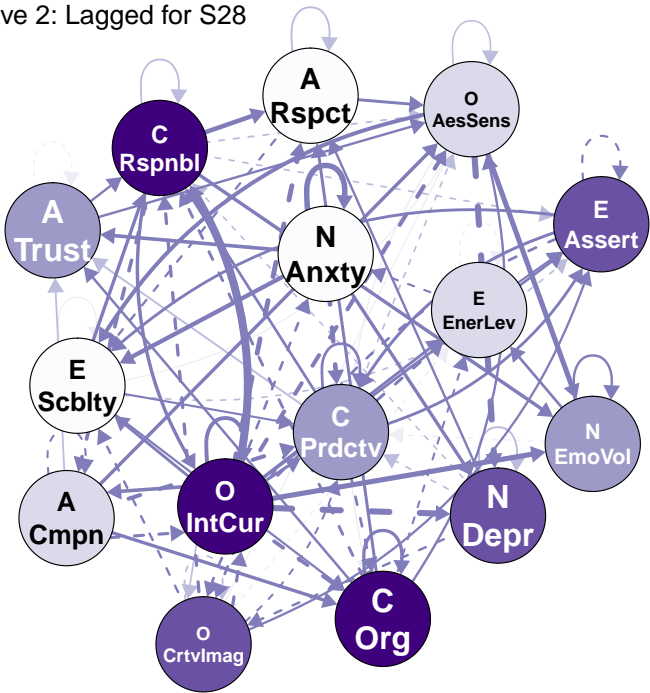 ve 2: Lagged for S28
A
Rspct
O
AesSens
C
Rspnbl
A
Trust
E
Assert
N
Anxty
E
EnerLev
E
Scblty
C
Prdctv
N
EmoVol
A
Cmpn
O
IntCur
N
Depr
C
Org
O
CrtvImag